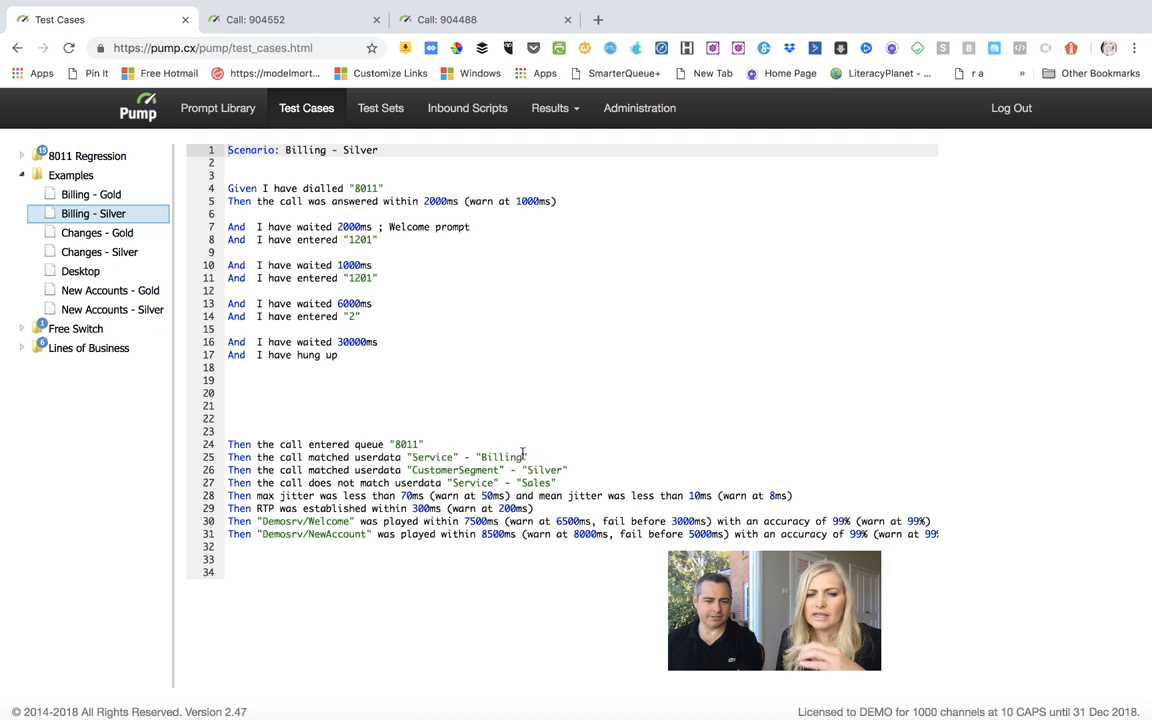 Test Cases
Call: 904552
Call: 904488
https://pump.cx/pump/test_cases.html
Apps
Pin It
Free Hotmail
https://modelmort...
Customize Links
Windows
Apps
SmarterQueue+
New Tab
Home Page
LiteracyPlanet - ...
r a
»
Other Bookmarks
Pump
Prompt Library
Test Cases
Test Sets
Inbound Scripts
Results
Administration
Log Out
15
8011 Regression
Examples
Billing - Gold
Billing - Silver
Changes - Gold
Changes - Silver
Desktop
New Accounts - Gold
New Accounts - Silver
1
Free Switch
6
Lines of Business
1 Scenario: Billing - Silver
2
3
4 Given I have dialled "8011"
5 Then the call was answered within 2000ms (warn at 1000ms)
6
7 And I have waited 2000ms ; Welcome prompt
8 And I have entered "1201"
9
10 And I have waited 1000ms
11 And I have entered "1201"
12
13 And I have waited 6000ms
14 And I have entered "2"
15
16 And I have waited 30000ms
17 And I have hung up
18
19
20
21
22
23
24 Then the call entered queue "8011"
25 Then the call matched userdata "Service" - "Billing"
26 Then the call matched userdata "CustomerSegment" - "Silver"
27 Then the call does not match userdata "Service" - "Sales"
28 Then max jitter was less than 70ms (warn at 50ms) and mean jitter was less than 10ms (warn at 8ms)
29 Then RTP was established within 300ms (warn at 200ms)
30 Then "Demosrv/Welcome" was played within 7500ms (warn at 6500ms, fail before 3000ms) with an accuracy of 99% (warn at 99%)
31 Then "Demosrv/NewAccount" was played within 8500ms (warn at 8000ms, fail before 5000ms) with an accuracy of 99% (warn at 99%
32
33
34
© 2014-2018 All Rights Reserved. Version 2.47
Licensed to DEMO for 1000 channels at 10 CAPS until 31 Dec 2018.